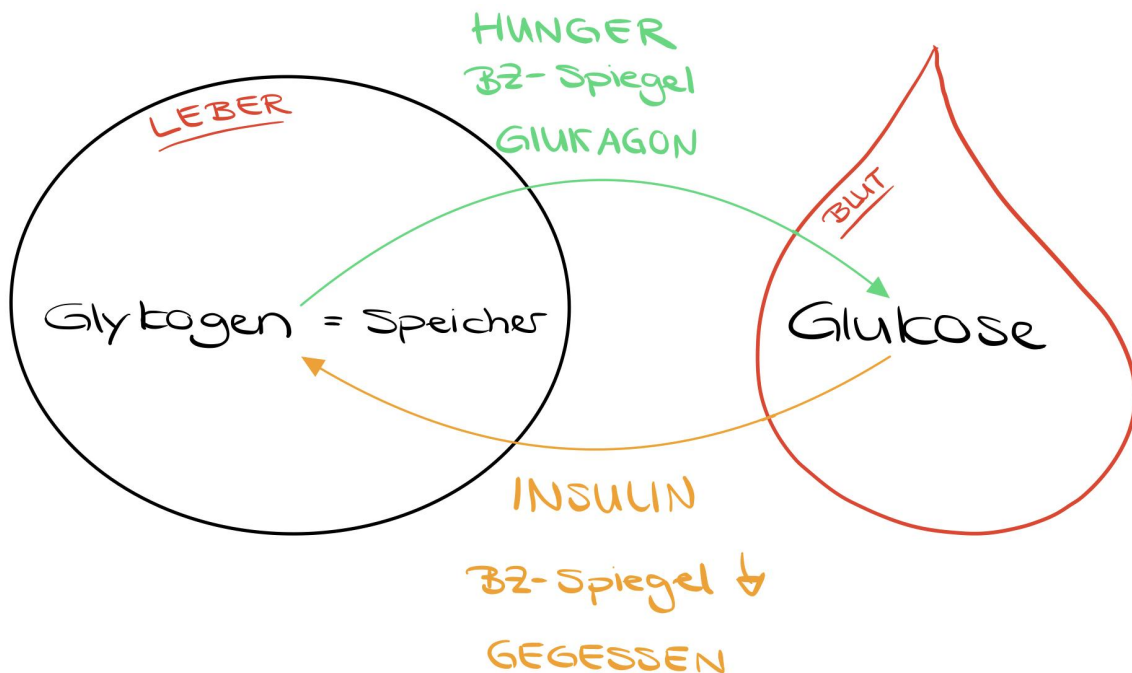 HUNGER
BZ-Spiegel
GLUKAGON
LEBER
BLUT
Glykogen = Speicher
Glukose
INSULIN
BZ-Spiegel ↓
GEGESSEN